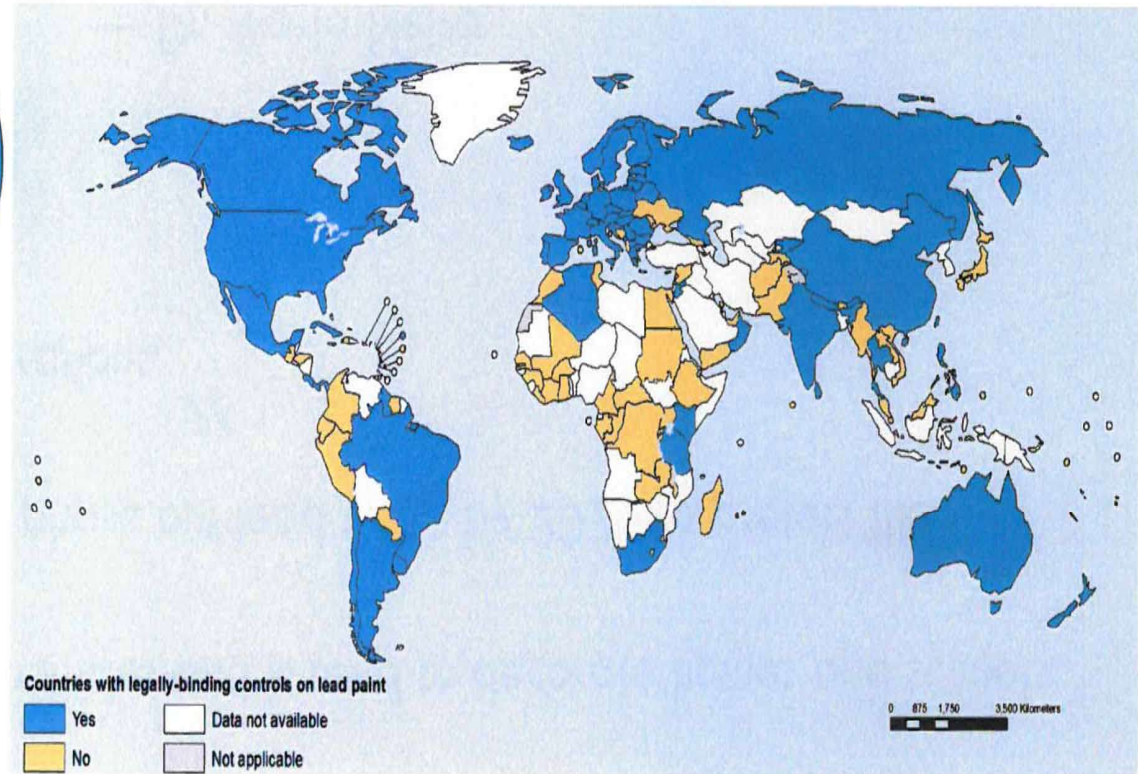 Countries with legally-binding controls on lead paint
Yes
Data not available
No
Not applicable
0 875 1,750 3,500 Kilometers